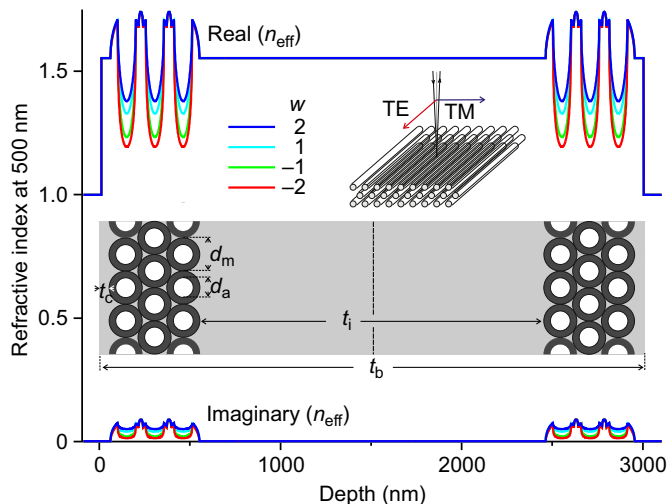 Refractive index at 500 nm
1.5
1.0
0.5
0
Real (n_eff)
w
2
1
–1
–2
TE
TM
d_m
d_a
t_c
t_i
t_b
Imaginary (n_eff)
0
1000
2000
3000
Depth (nm)